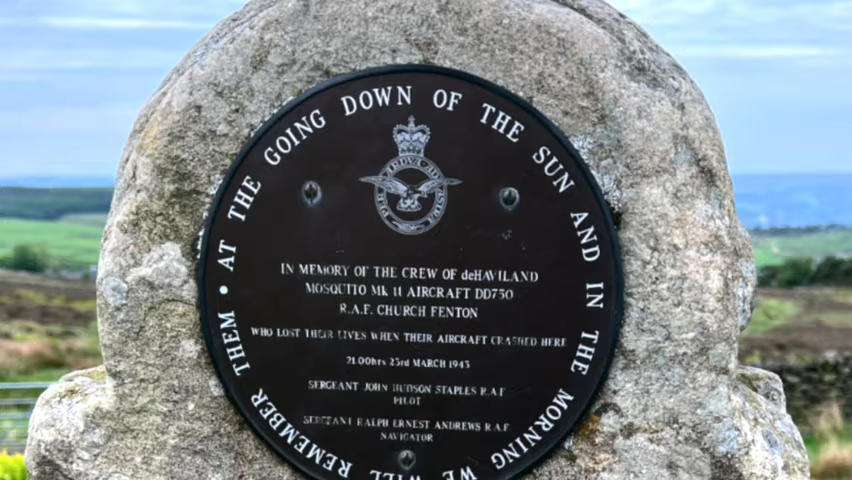 AT THE GOING DOWN OF THE SUN AND IN THE MORNING WE WILL REMEMBER THEM •
IN MEMORY OF THE CREW OF deHAVILAND
MOSQUTIO Mk II AIRCRAFT DD750
R.A.F. CHURCH FENTON
WHO LOST THEIR LIVES WHEN THEIR AIRCRAFT CRASHED HERE
21.00hrs 23rd MARCH 1943
SERGEANT JOHN HUDSON STAPLES R.A.F
PILOT
SERGEANT RALPH ERNEST ANDREWS R.A.F
NAVIGATOR